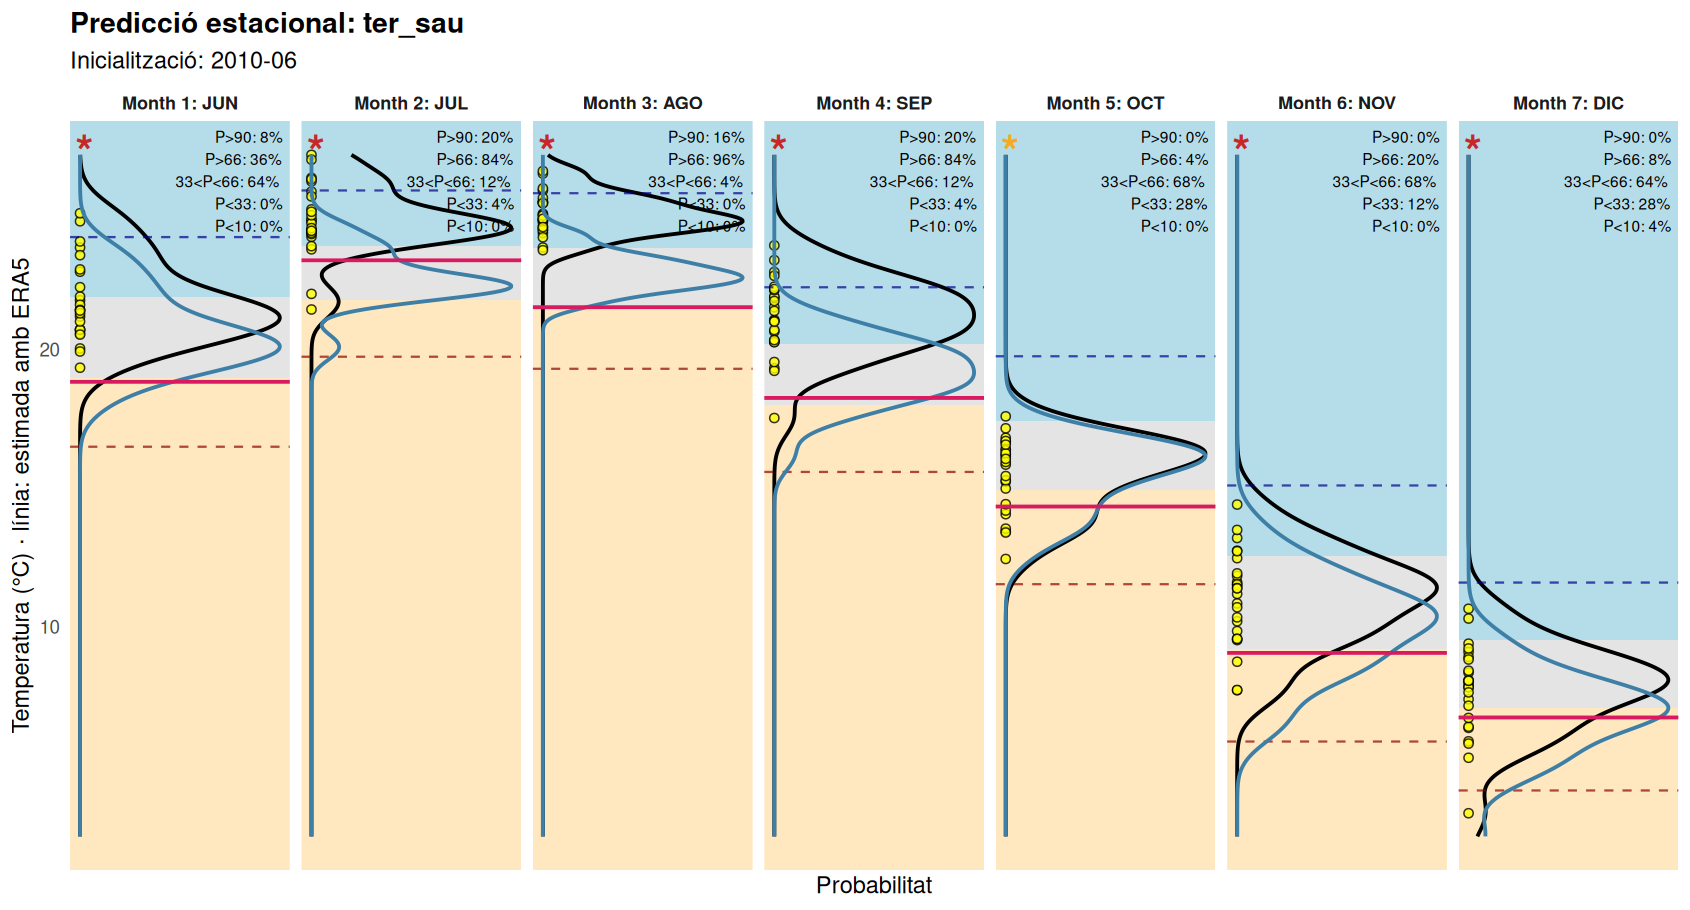 Predicció estacional: ter_sau
Inicialització: 2010-06
Month 1: JUN
Month 2: JUL
Month 3: AGO
Month 4: SEP
Month 5: OCT
Month 6: NOV
Month 7: DIC
*
P>90: 8%
P>66: 36%
33<P<66: 64%
P<33: 0%
P<10: 0%
*
P>90: 20%
P>66: 84%
33<P<66: 12%
P<33: 4%
P<10: 0%
*
P>90: 16%
P>66: 96%
33<P<66: 4%
P<33: 0%
P<10: 0%
*
P>90: 20%
P>66: 84%
33<P<66: 12%
P<33: 4%
P<10: 0%
*
P>90: 0%
P>66: 4%
33<P<66: 68%
P<33: 28%
P<10: 0%
*
P>90: 0%
P>66: 20%
33<P<66: 68%
P<33: 12%
P<10: 0%
*
P>90: 0%
P>66: 8%
33<P<66: 64%
P<33: 28%
P<10: 4%
20
10
Temperatura (°C) · línia: estimada amb ERA5
Probabilitat